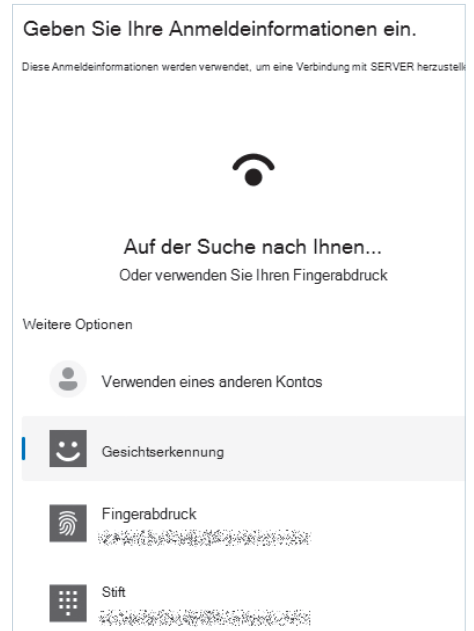 Geben Sie Ihre Anmeldeinformationen ein.
Diese Anmeldeinformationen werden verwendet, um eine Verbindung mit SERVER herzustelle
Auf der Suche nach Ihnen...
Oder verwenden Sie Ihren Fingerabdruck
Weitere Optionen
Verwenden eines anderen Kontos
Gesichtserkennung
Fingerabdruck
Stift